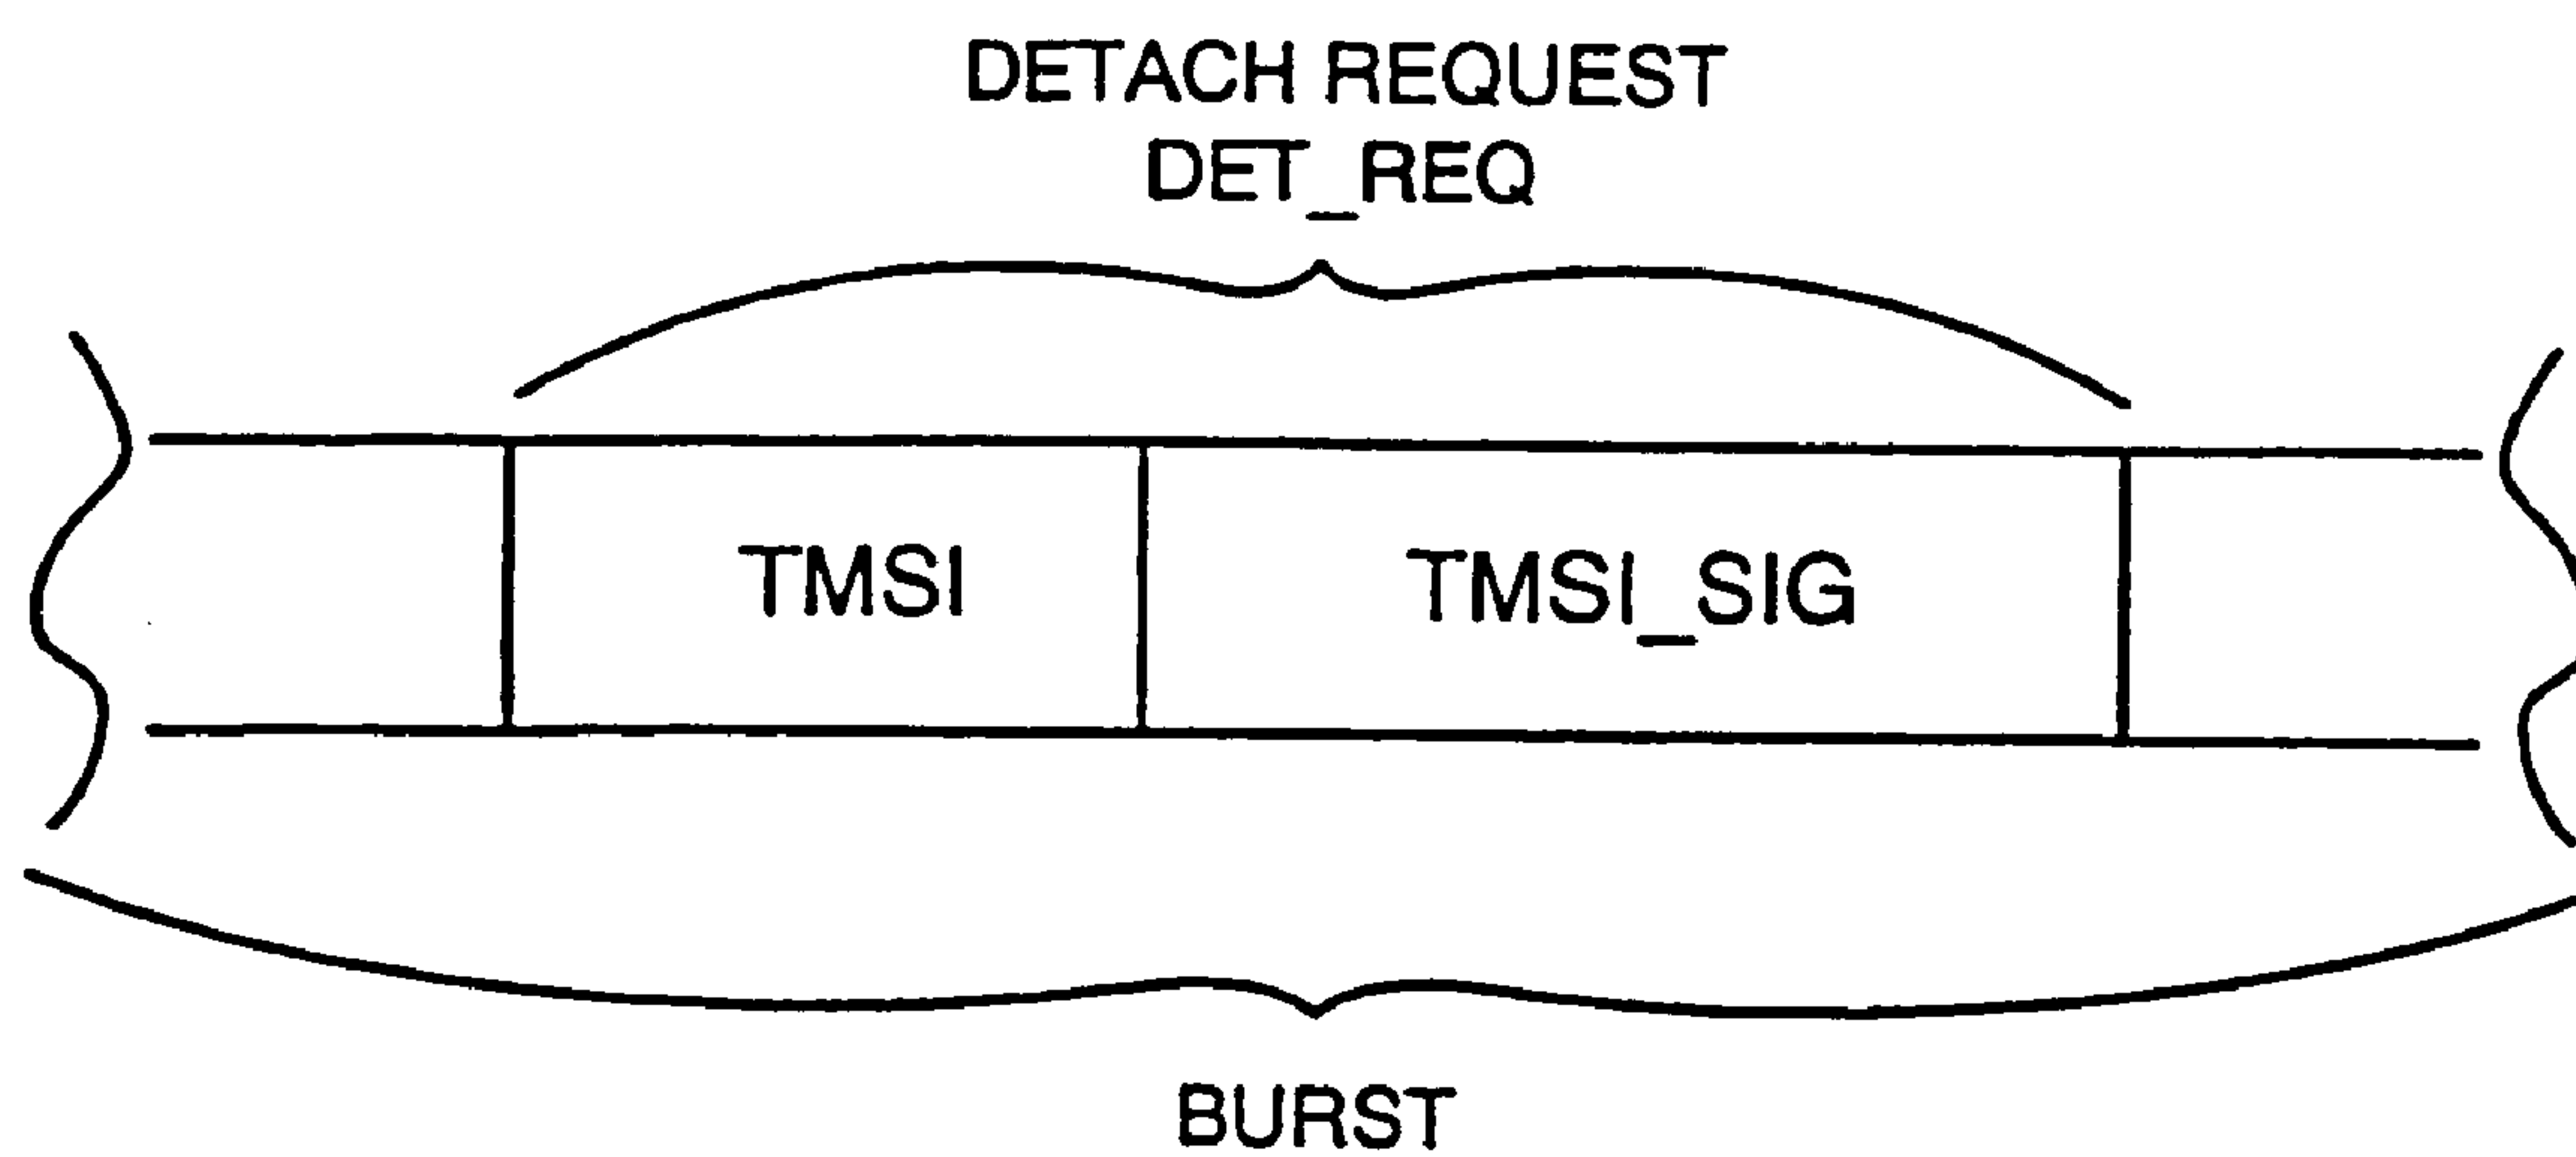 DETACH REQUEST
DET_REQ
TMSI
TMSI_SIG
BURST